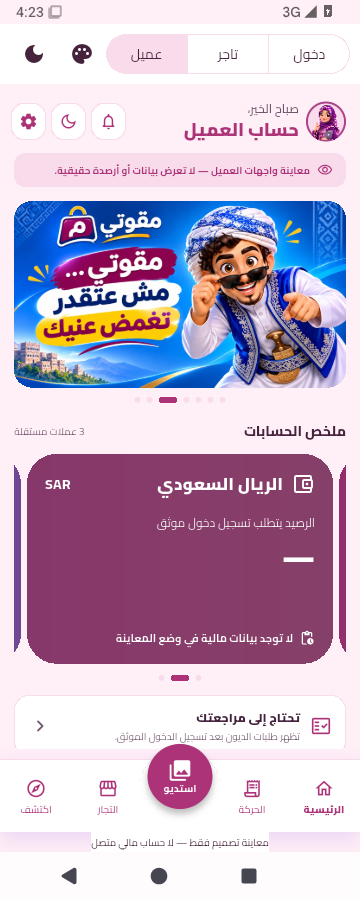 4:23
3G
دخول
تاجر
عميل
صباح الخير،
حساب العميل
معاينة واجهات العميل — لا تعرض بيانات أو أرصدة حقيقية.
مقوتي
مقوتي...
مش عتقدر
تغمض عنيك
ملخص الحسابات
3 عملات مستقلة
الريال السعودي
SAR
الرصيد يتطلب تسجيل دخول موثق
—
لا توجد بيانات مالية في وضع المعاينة
تحتاج إلى مراجعتك
تظهر طلبات الديون بعد تسجيل الدخول الموثق.
الرئيسية
الحركة
استديو
التجار
اكتشف
معاينة تصميم فقط — لا حساب مالي متصل